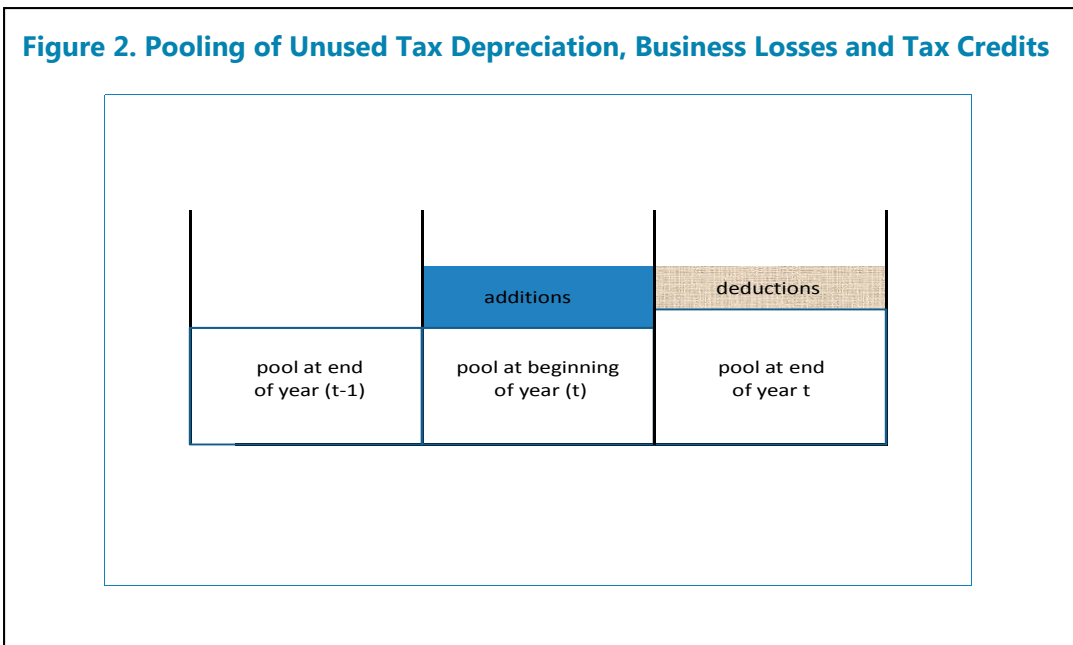 Figure 2. Pooling of Unused Tax Depreciation, Business Losses and Tax Credits
additions
deductions
pool at end
of year (t-1)
pool at beginning
of year (t)
pool at end
of year t